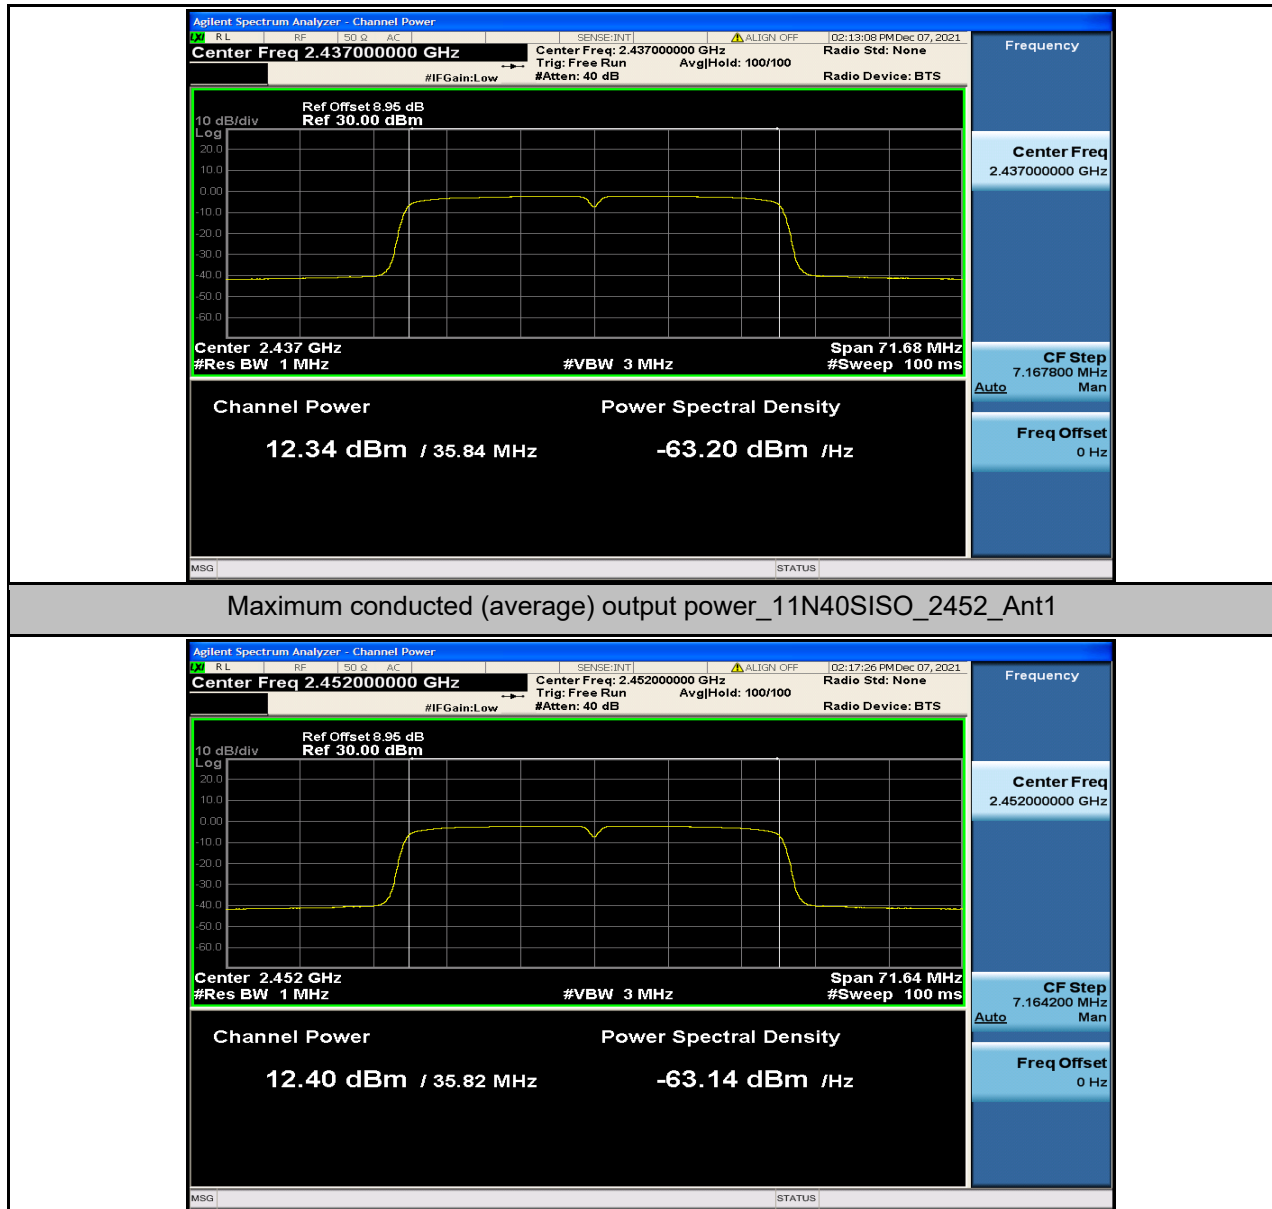 Agilent Spectrum Analyzer - Channel Power
LXI RL RF 50 Ω AC SENSE:INT ALIGN OFF 02:13:08 PM Dec 07, 2021
Center Freq 2.437000000 GHz
Center Freq: 2.437000000 GHz
Radio Std: None
Trig: Free Run Avg|Hold: 100/100
#IFGain:Low #Atten: 40 dB Radio Device: BTS
Frequency
Ref Offset 8.95 dB
10 dB/div Ref 30.00 dBm
Log
20.0
10.0
0.00
-10.0
-20.0
-30.0
-40.0
-50.0
-60.0
Center 2.437 GHz Span 71.68 MHz
#Res BW 1 MHz #VBW 3 MHz #Sweep 100 ms
Center Freq
2.437000000 GHz
CF Step
7.167800 MHz
Auto Man
Freq Offset
0 Hz
Channel Power Power Spectral Density
12.34 dBm / 35.84 MHz -63.20 dBm /Hz
MSG STATUS
Maximum conducted (average) output power_11N40SISO_2452_Ant1
Agilent Spectrum Analyzer - Channel Power
LXI RL RF 50 Ω AC SENSE:INT ALIGN OFF 02:17:26 PM Dec 07, 2021
Center Freq 2.452000000 GHz
Center Freq: 2.452000000 GHz
Radio Std: None
Trig: Free Run Avg|Hold: 100/100
#IFGain:Low #Atten: 40 dB Radio Device: BTS
Frequency
Ref Offset 8.95 dB
10 dB/div Ref 30.00 dBm
Log
20.0
10.0
0.00
-10.0
-20.0
-30.0
-40.0
-50.0
-60.0
Center 2.452 GHz Span 71.64 MHz
#Res BW 1 MHz #VBW 3 MHz #Sweep 100 ms
Center Freq
2.452000000 GHz
CF Step
7.164200 MHz
Auto Man
Freq Offset
0 Hz
Channel Power Power Spectral Density
12.40 dBm / 35.82 MHz -63.14 dBm /Hz
MSG STATUS